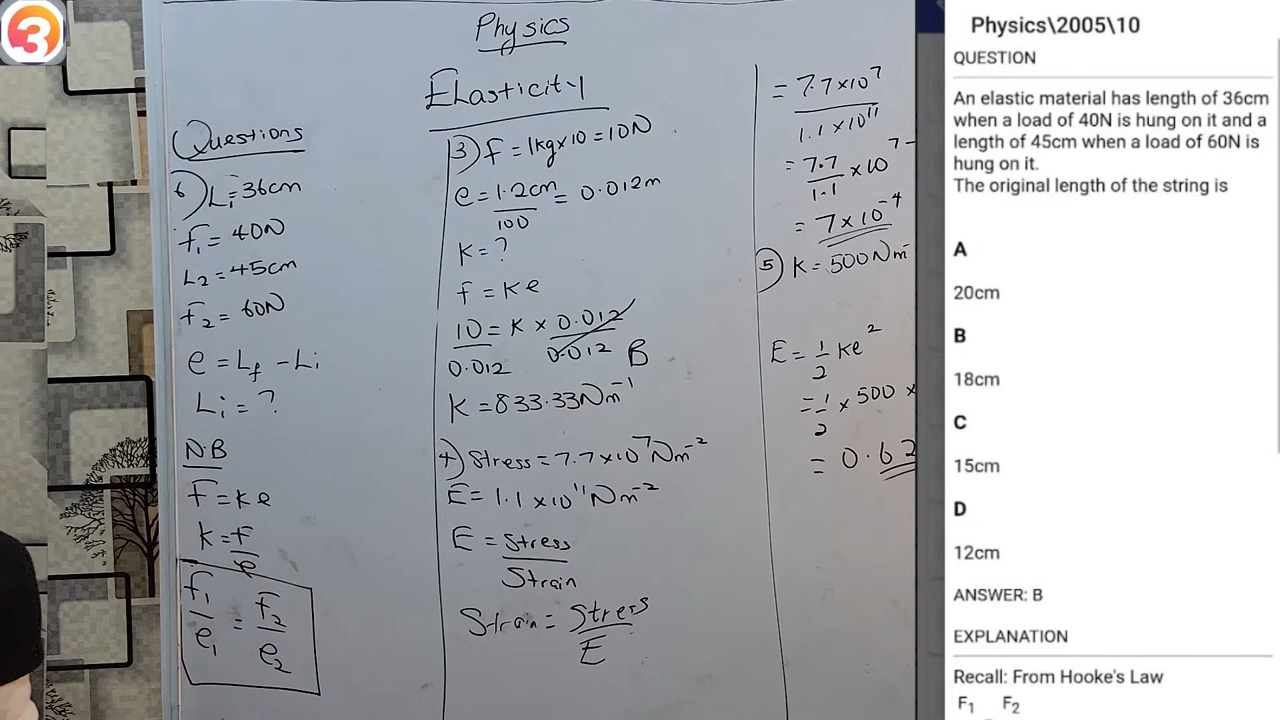 3
Physics
Elasticity
Questions
6) Li = 36cm
F1 = 40N
L2 = 45cm
F2 = 60N
e = Lf - Li
Li = ?
N.B
F = Ke
K = F/e
F1/e1 = F2/e2
3) f = 1kg x 10 = 10N
e = 1.2cm/100 = 0.012m
K = ?
f = Ke
10/0.012 = K x 0.012/0.012 B
K = 833.33Nm⁻¹
4) Stress = 7.7 x 10⁷ Nm⁻²
E = 1.1 x 10¹¹ Nm⁻²
E = Stress/Strain
Strain = Stress/E
= 7.7 x 10⁷
1.1 x 10¹¹
= 7.7/1.1 x 10⁷⁻
= 7 x 10⁻⁴
5) K = 500Nm⁻
E = 1/2 Ke²
= 1/2 x 500 x
= 0.62
Physics\2005\10
QUESTION
An elastic material has length of 36cm
when a load of 40N is hung on it and a
length of 45cm when a load of 60N is
hung on it.
The original length of the string is
A
20cm
B
18cm
C
15cm
D
12cm
ANSWER: B
EXPLANATION
Recall: From Hooke's Law
F₁ F₂